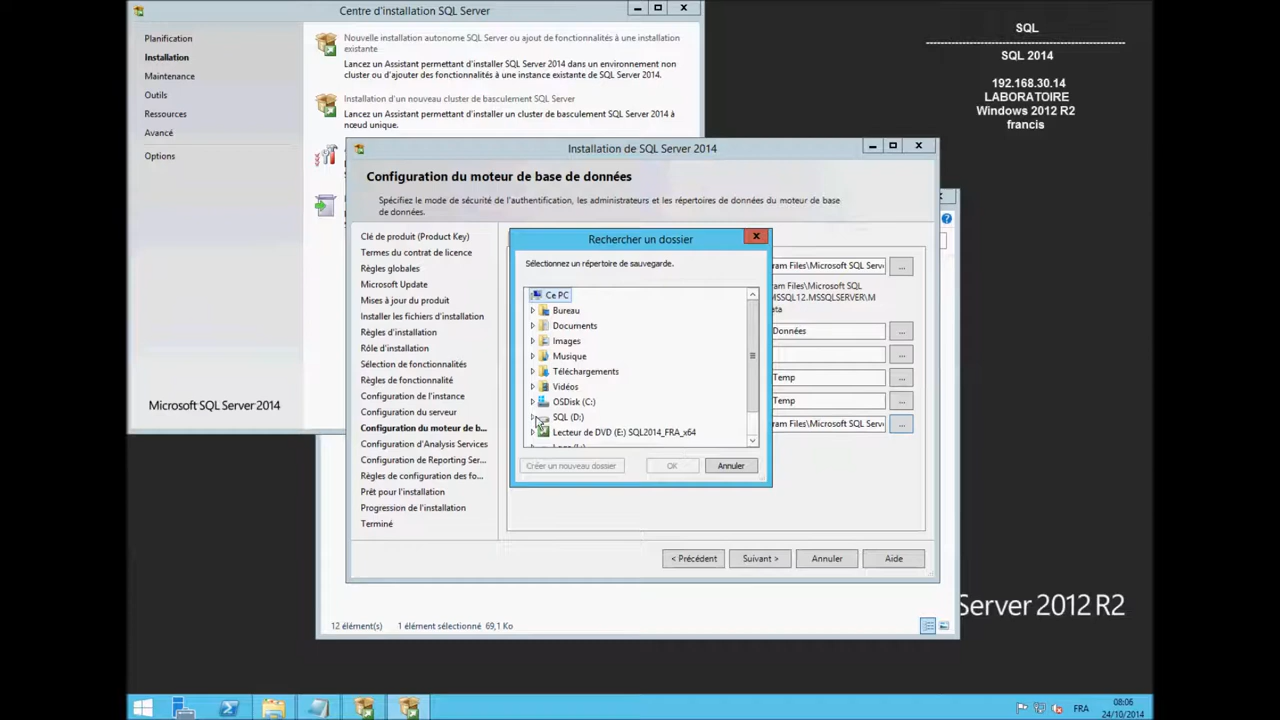 Centre d'installation SQL Server
SQL
SQL 2014
192.168.30.14
LABORATOIRE
Windows 2012 R2
francis
Planification
Installation
Maintenance
Outils
Ressources
Avancé
Options
Microsoft SQL Server 2014
Nouvelle installation autonome SQL Server ou ajout de fonctionnalités à une installation
existante
Lancez un Assistant permettant d'installer SQL Server 2014 dans un environnement non
cluster ou d'ajouter des fonctionnalités à une instance existante de SQL Server 2014.
Installation d'un nouveau cluster de basculement SQL Server
Lancez un Assistant permettant d'installer un cluster de basculement SQL Server 2014 à
nœud unique.
Installation de SQL Server 2014
Configuration du moteur de base de données
Spécifiez le mode de sécurité de l'authentification, les administrateurs et les répertoires de données du moteur de base
de données.
Clé de produit (Product Key)
Termes du contrat de licence
Règles globales
Microsoft Update
Mises à jour du produit
Installer les fichiers d'installation
Règles d'installation
Rôle d'installation
Sélection de fonctionnalités
Règles de fonctionnalité
Configuration de l'instance
Configuration du serveur
Configuration du moteur de b...
Configuration d'Analysis Services
Configuration de Reporting Ser...
Règles de configuration des fo...
Prêt pour l'installation
Progression de l'installation
Terminé
Rechercher un dossier
Sélectionnez un répertoire de sauvegarde.
Ce PC
Bureau
Documents
Images
Musique
Téléchargements
Vidéos
OSDisk (C:)
SQL (D:)
Lecteur de DVD (E:) SQL2014_FRA_x64
Créer un nouveau dossier
OK
Annuler
ram Files\Microsoft SQL Serv
...
ram Files\Microsoft SQL
MSSQL12.MSSQLSERVER\M
ata
Données
...
...
Temp
...
Temp
...
ram Files\Microsoft SQL Serv
...
< Précédent
Suivant >
Annuler
Aide
12 élément(s)
1 élément sélectionné 69,1 Ko
Server 2012 R2
FRA
08:06
24/10/2014